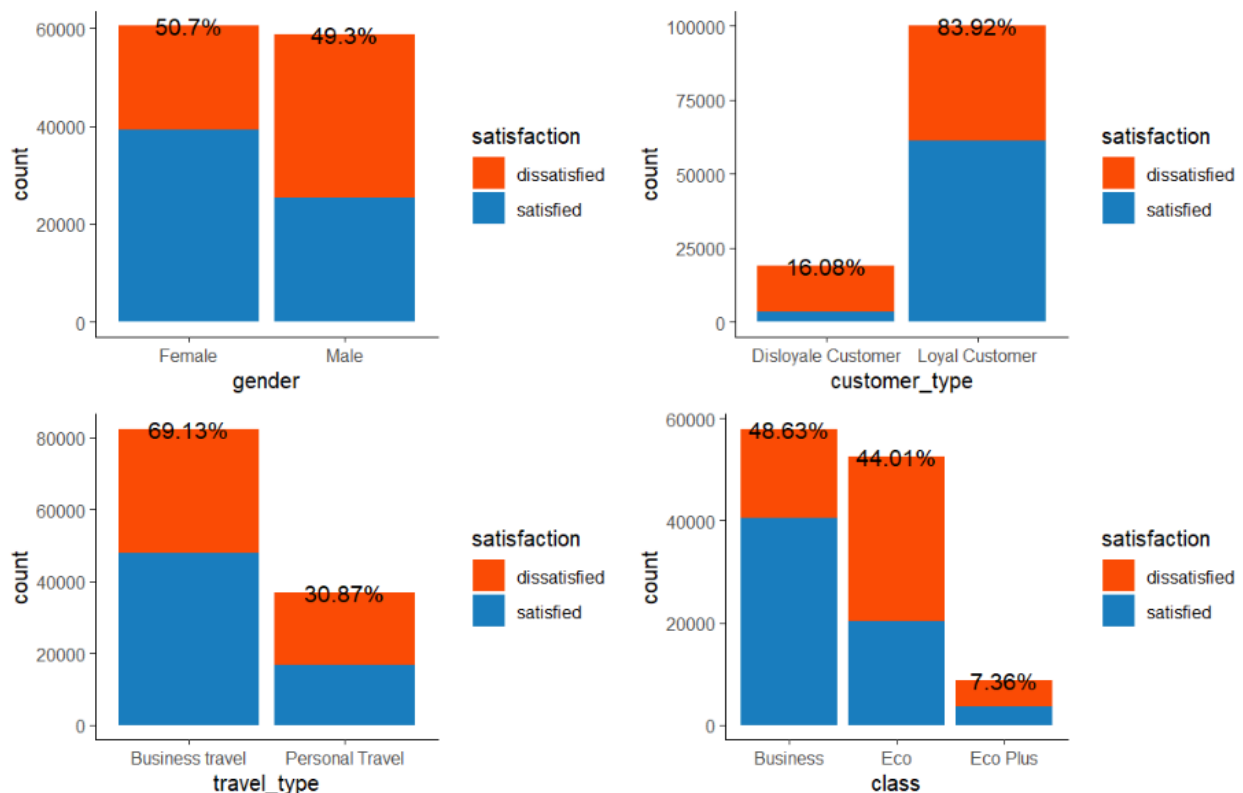 60000
40000
20000
0
count
50.7%
49.3%
Female
Male
gender
satisfaction
dissatisfied
satisfied
100000
75000
50000
25000
0
count
16.08%
83.92%
Disloyale Customer
Loyal Customer
customer_type
satisfaction
dissatisfied
satisfied
80000
60000
40000
20000
0
count
69.13%
30.87%
Business travel
Personal Travel
travel_type
satisfaction
dissatisfied
satisfied
60000
40000
20000
0
count
48.63%
44.01%
7.36%
Business
Eco
Eco Plus
class
satisfaction
dissatisfied
satisfied